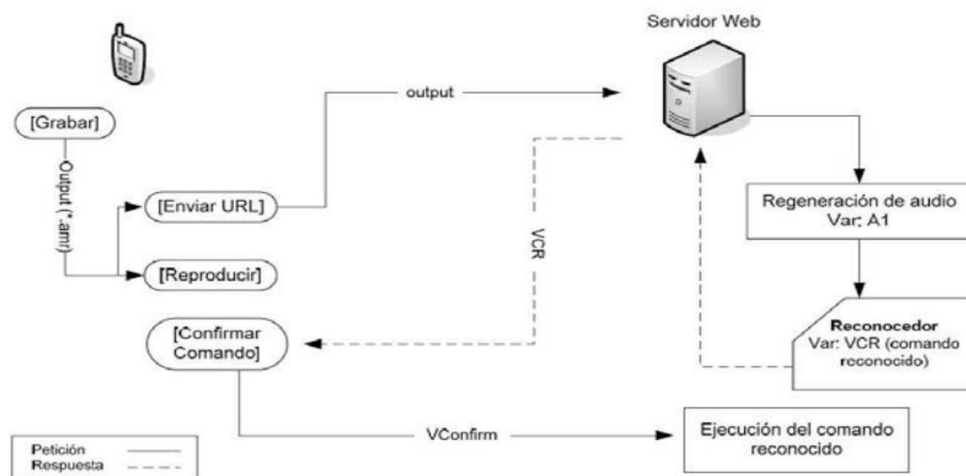 Servidor Web
output
[Grabar]
Output (*.amr)
[Enviar URL]
[Reproducir]
VCR
Regeneración de audio
Var: A1
Reconocedor
Var: VCR (comando
reconocido)
[Confirmar
Comando]
VConfirm
Ejecución del comando
reconocido
Petición
Respuesta